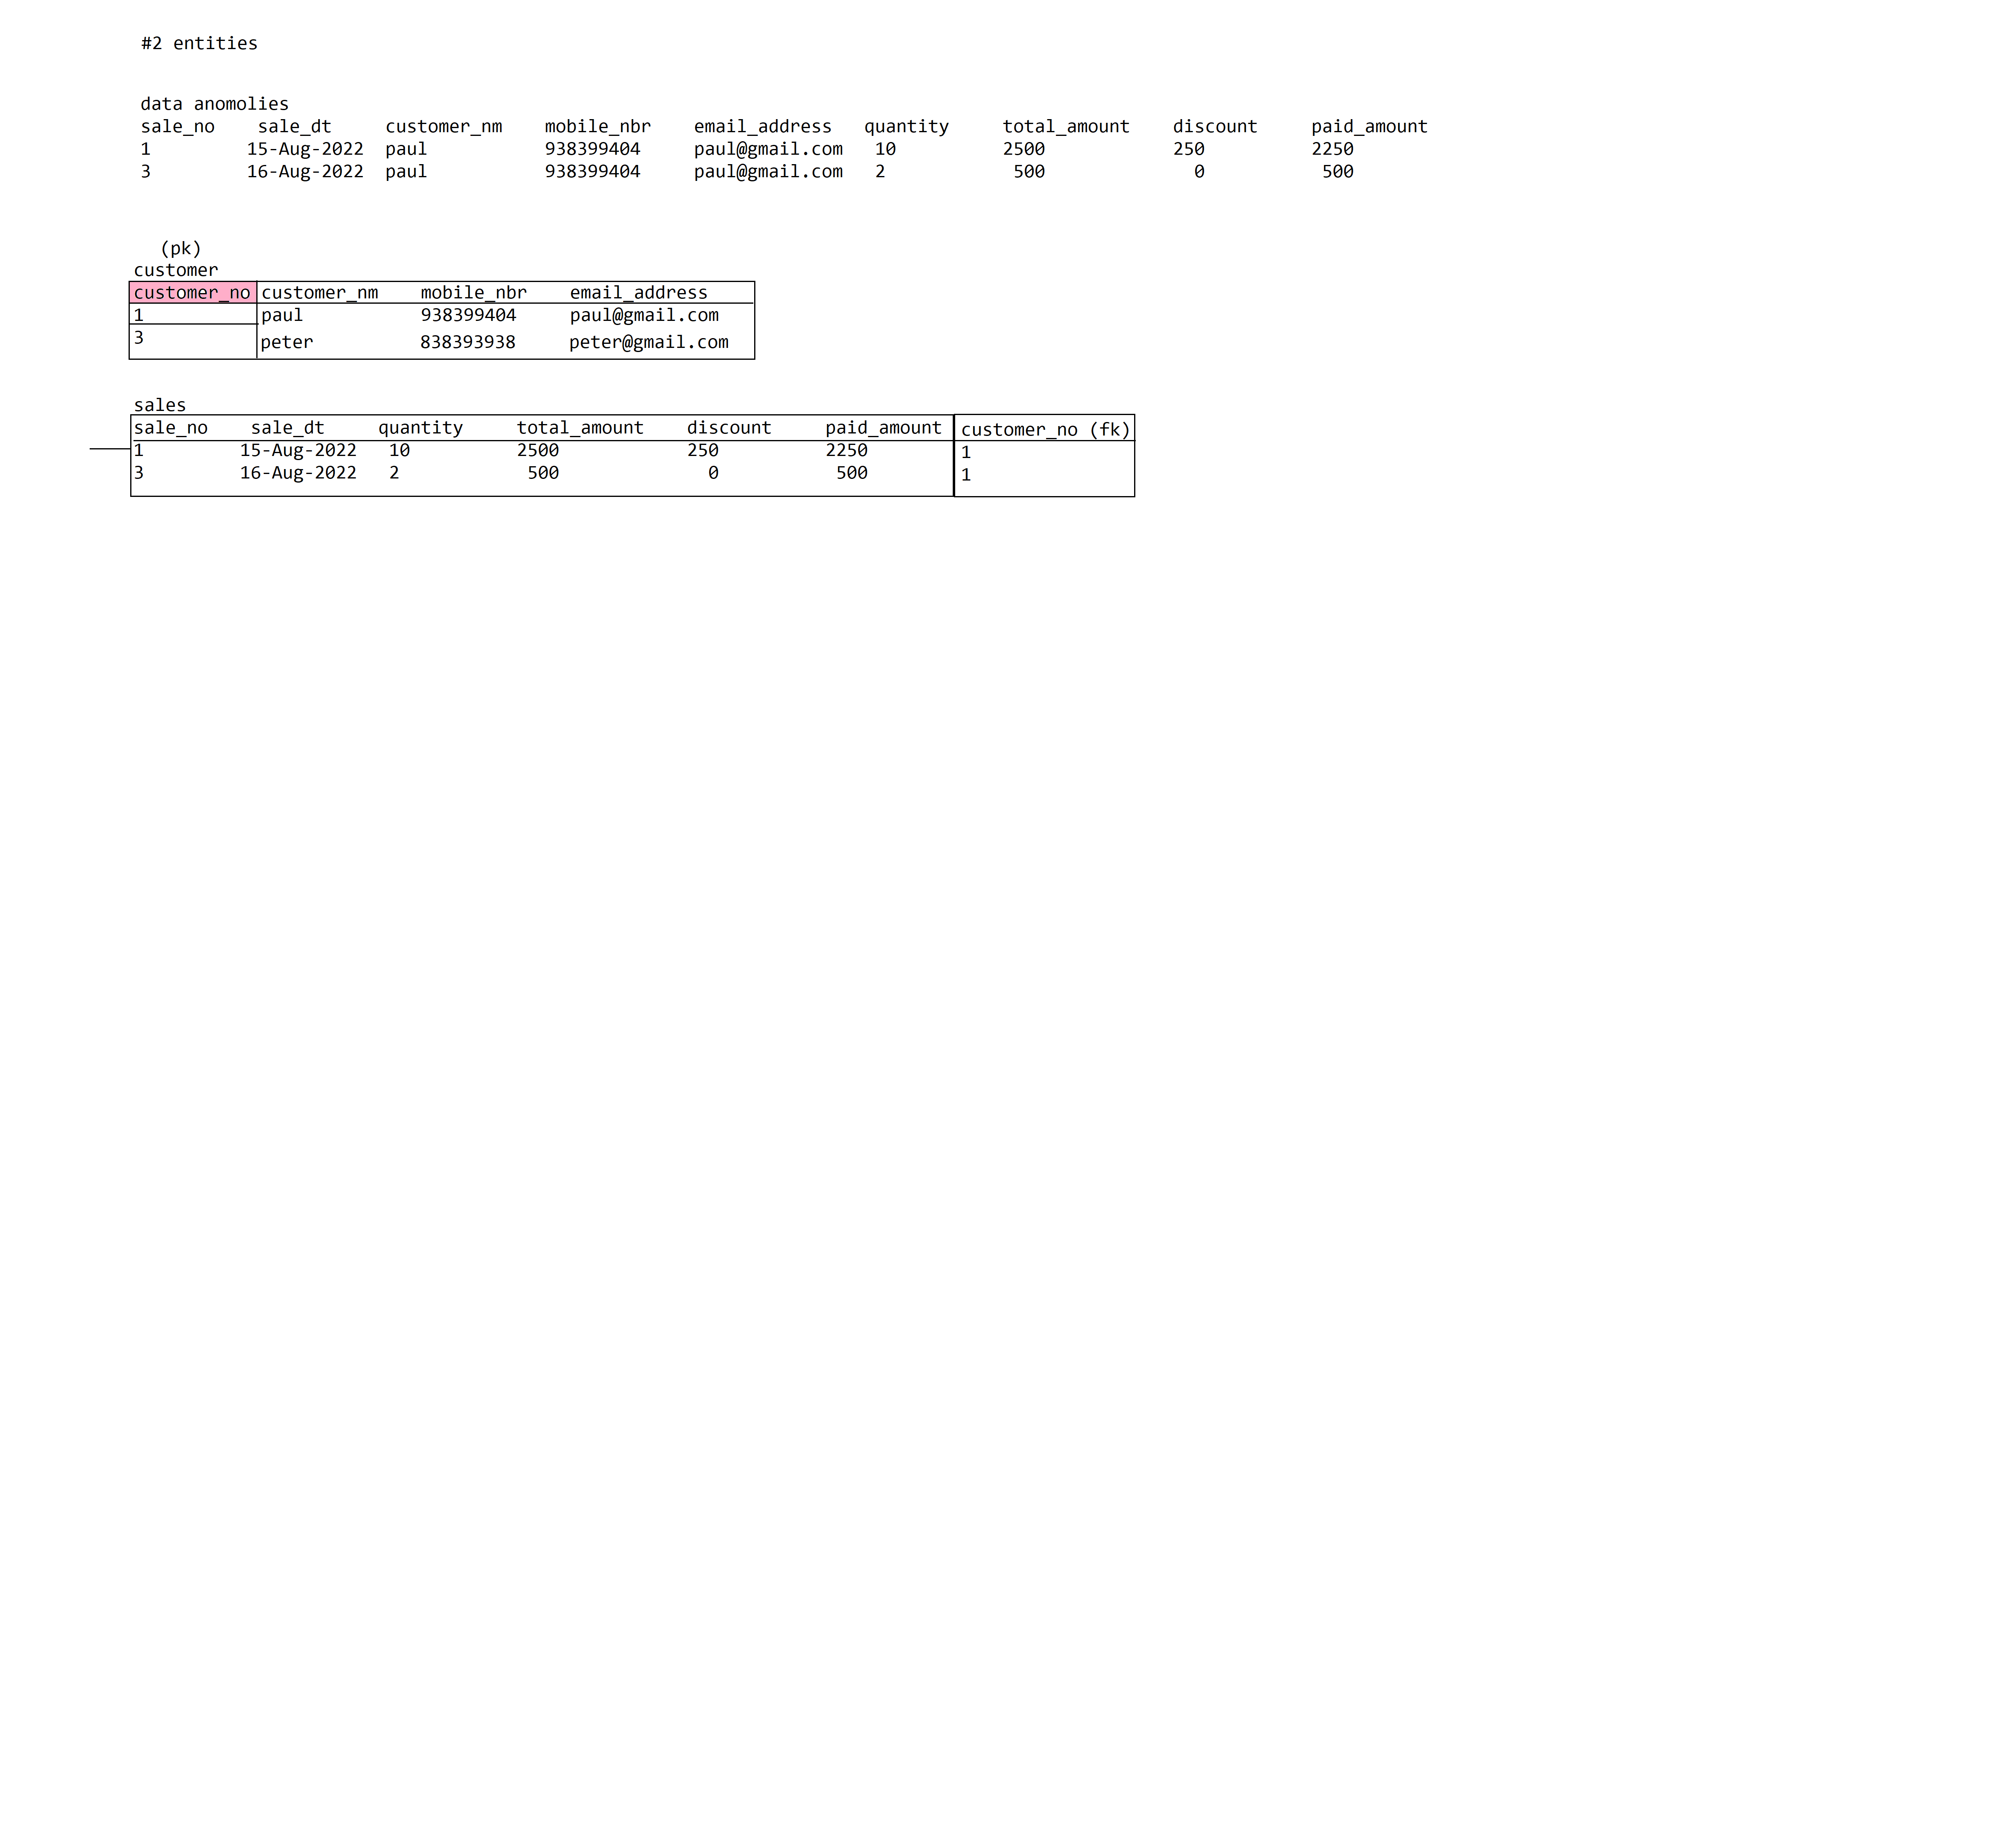 #2 entities
data anomolies
sale_no sale_dt customer_nm mobile_nbr email_address quantity total_amount discount paid_amount
1 15-Aug-2022 paul 938399404 paul@gmail.com 10 2500 250 2250
3 16-Aug-2022 paul 938399404 paul@gmail.com 2 500 0 500
(pk)
customer
customer_no customer_nm mobile_nbr email_address
1 paul 938399404 paul@gmail.com
3 peter 838393938 peter@gmail.com
sales
sale_no sale_dt quantity total_amount discount paid_amount customer_no (fk)
1 15-Aug-2022 10 2500 250 2250 1
3 16-Aug-2022 2 500 0 500 1